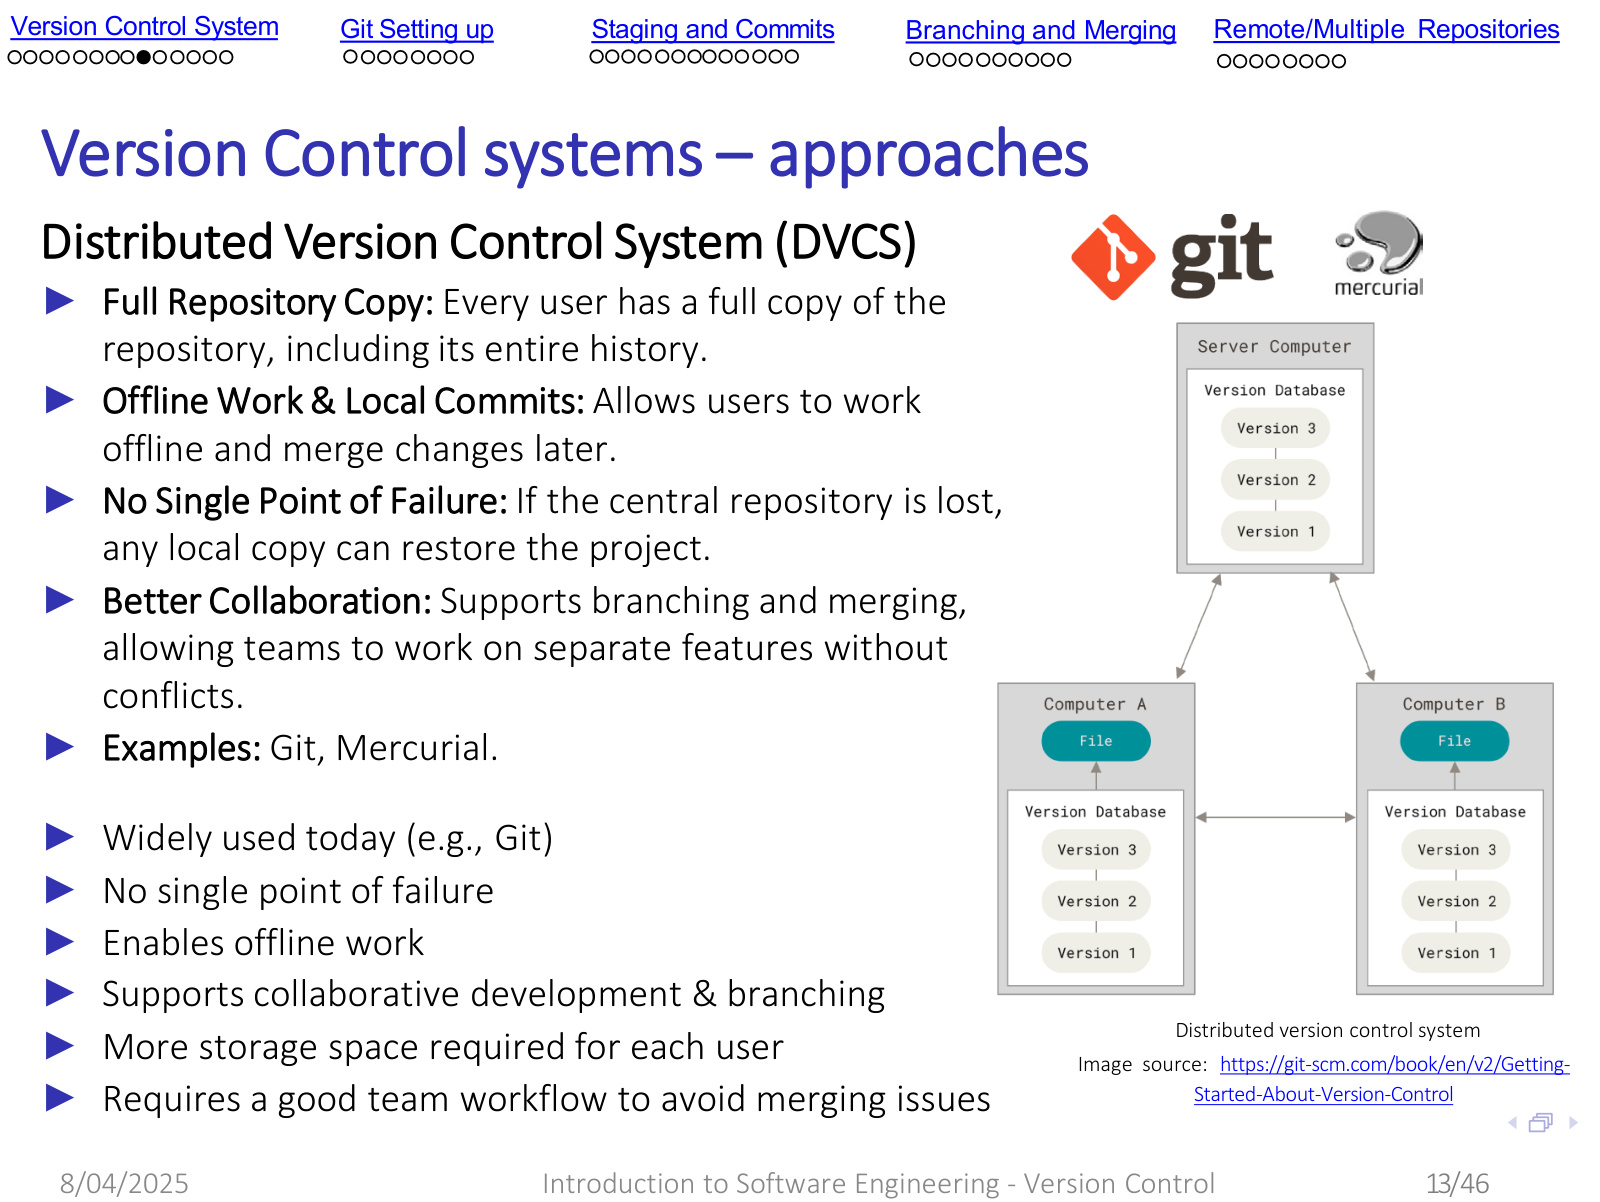 Version Control System
Git Setting up
Staging and Commits
Branching and Merging
Remote/Multiple Repositories
Version Control systems – approaches
Distributed Version Control System (DVCS)
Full Repository Copy: Every user has a full copy of the
repository, including its entire history.
Offline Work & Local Commits: Allows users to work
offline and merge changes later.
No Single Point of Failure: If the central repository is lost,
any local copy can restore the project.
Better Collaboration: Supports branching and merging,
allowing teams to work on separate features without
conflicts.
Examples: Git, Mercurial.
Widely used today (e.g., Git)
No single point of failure
Enables offline work
Supports collaborative development & branching
More storage space required for each user
Requires a good team workflow to avoid merging issues
git
mercurial
Server Computer
Version Database
Version 3
Version 2
Version 1
Computer A
File
Version Database
Version 3
Version 2
Version 1
Computer B
File
Version Database
Version 3
Version 2
Version 1
Distributed version control system
Image source: https://git-scm.com/book/en/v2/Getting-
Started-About-Version-Control
8/04/2025
Introduction to Software Engineering - Version Control
13/46